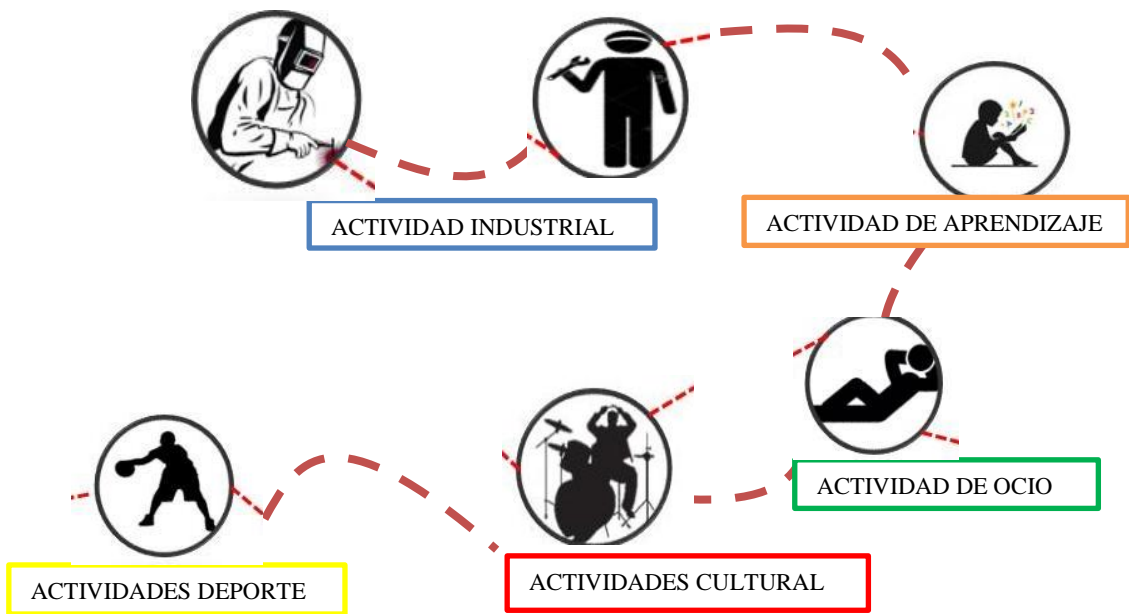 ACTIVIDAD INDUSTRIAL
ACTIVIDAD DE APRENDIZAJE
ACTIVIDAD DE OCIO
ACTIVIDADES CULTURAL
ACTIVIDADES DEPORTE